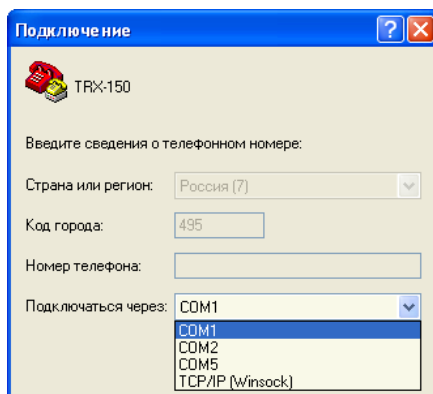 Подключение
TRX-150
Введите сведения о телефонном номере:
Страна или регион: Россия (7)
Код города: 495
Номер телефона:
Подключаться через: COM1
COM1
COM2
COM5
TCP/IP (Winsock)